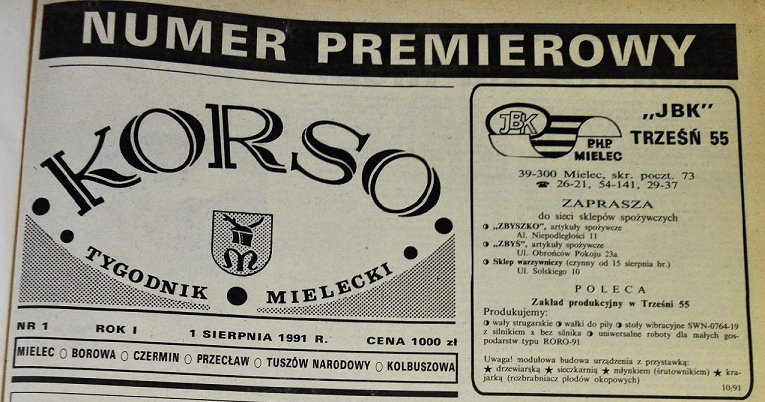 NUMER PREMIEROWY
KORSO
TYGODNIK MIELECKI
NR 1 ROK I 1 SIERPNIA 1991 R. CENA 1000 zł
MIELEC ○ BOROWA ○ CZERMIN ○ PRZECŁAW ○ TUSZÓW NARODOWY ○ KOLBUSZOWA
JBK
PHP
MIELEC
„JBK"
TRZEŚŃ 55
39-300 Mielec, skr. poczt. 73
☎ 26-21, 54-141, 29-37
ZAPRASZA
do sieci sklepów spożywczych
◑ „ZBYSZKO", artykuły spożywcze
Al. Niepodległości 11
◑ „ZBYŚ", artykuły spożywcze
Ul. Obrońców Pokoju 23a
◑ Sklep warzywniczy (czynny od 15 sierpnia br.)
Ul. Solskiego 10
POLECA
Zakład produkcyjny w Trześni 55
Produkujemy:
◑ wały strugarskie ◑ wałki do piły ◑ stoły wibracyjne SWN-0764-19
z silnikiem x bez silnika ◑ uniwersalne roboty dla małych gos-
podarstw typu RORO-91
Uwaga! modułowa budowa urządzenia z przystawką:
★ drzewiarską ★ sieczkarnią ★ młynkiem (śrutownikiem) ★ kra-
jarką (rozbrabniacz płodów okopowych)
10/91